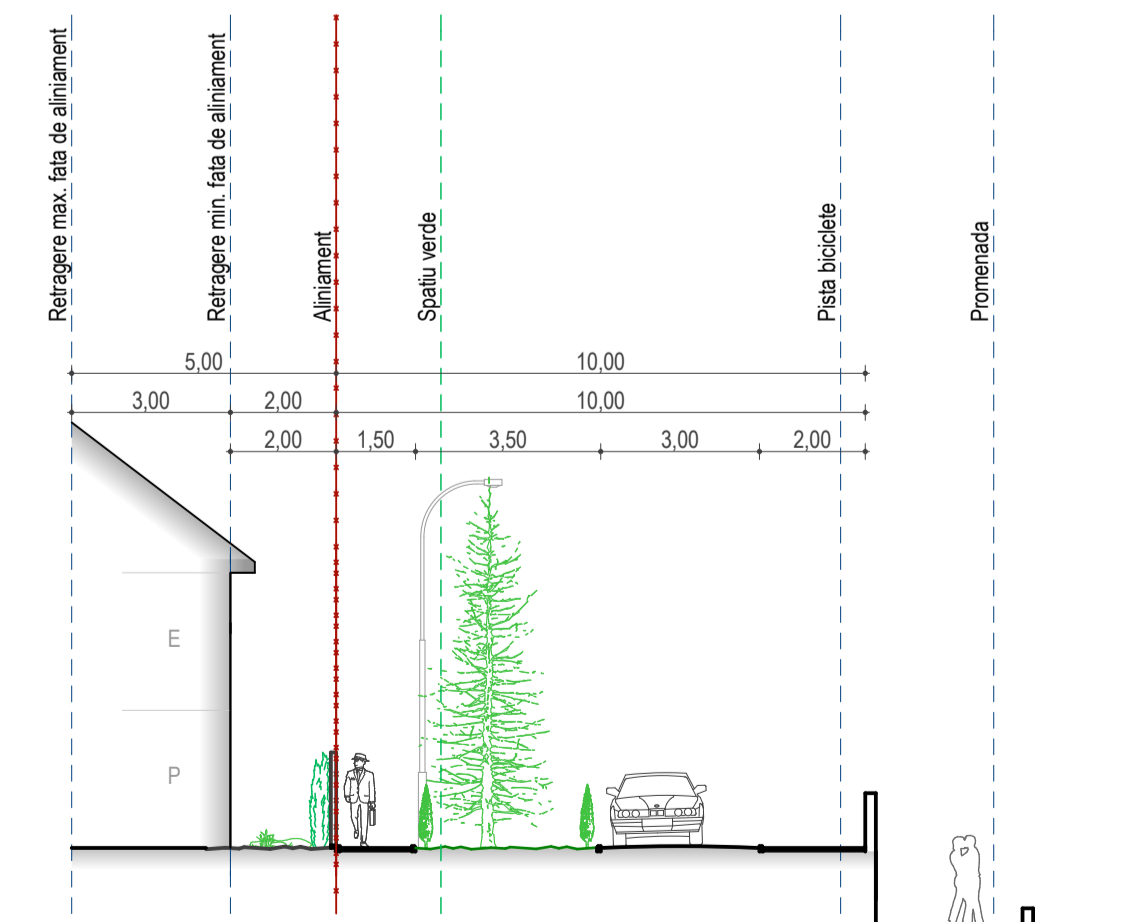 Retragere max. fata de aliniament
Retragere min. fata de aliniament
Aliniament
Spatiu verde
Pista biciclete
Promenada
5,00
10,00
3,00
2,00
10,00
2,00
1,50
3,50
3,00
2,00
E
P